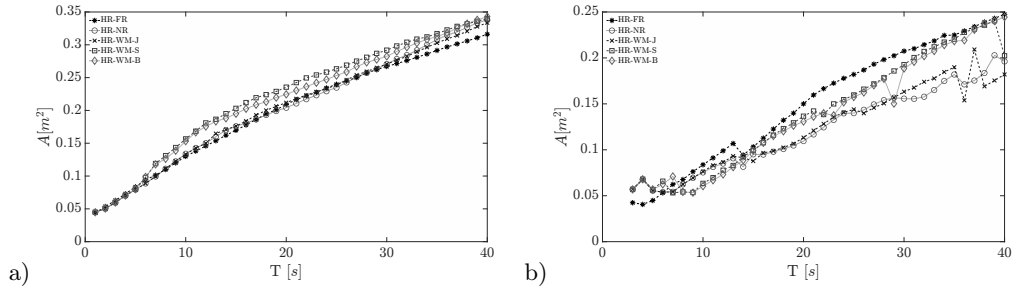 0.35
0.3
0.25
0.2
0.15
0.1
0.05
0
0 10 20 30 40
A[m²]
T [s]
HR-FR
HR-NR
HR-WM-J
HR-WM-S
HR-WM-B
a)
0.25
0.2
0.15
0.1
0.05
0
0 10 20 30 40
A[m²]
T [s]
HR-FR
HR-NR
HR-WM-J
HR-WM-S
HR-WM-B
b)